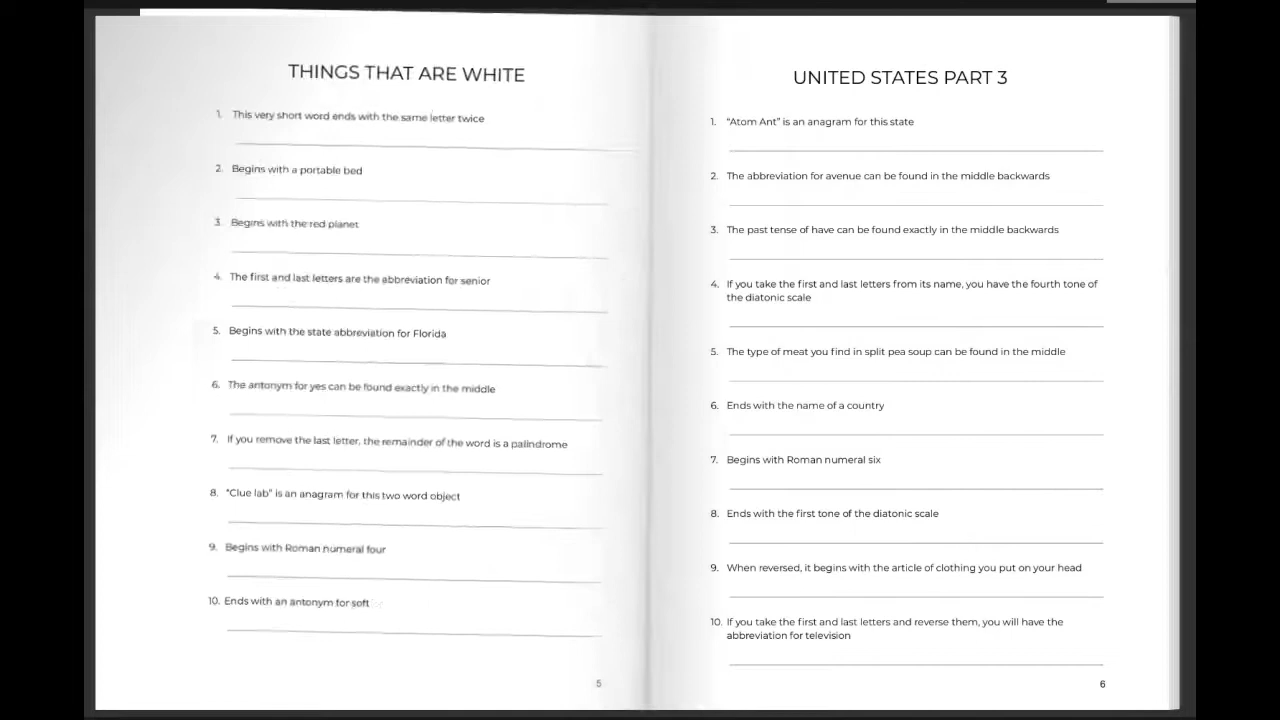 THINGS THAT ARE WHITE
1. This very short word ends with the same letter twice
2. Begins with a portable bed
3. Begins with the red planet
4. The first and last letters are the abbreviation for senior
5. Begins with the state abbreviation for Florida
6. The antonym for yes can be found exactly in the middle
7. If you remove the last letter, the remainder of the word is a palindrome
8. “Clue lab” is an anagram for this two word object
9. Begins with Roman numeral four
10. Ends with an antonym for soft
5
UNITED STATES PART 3
1. “Atom Ant” is an anagram for this state
2. The abbreviation for avenue can be found in the middle backwards
3. The past tense of have can be found exactly in the middle backwards
4. If you take the first and last letters from its name, you have the fourth tone of
the diatonic scale
5. The type of meat you find in split pea soup can be found in the middle
6. Ends with the name of a country
7. Begins with Roman numeral six
8. Ends with the first tone of the diatonic scale
9. When reversed, it begins with the article of clothing you put on your head
10. If you take the first and last letters and reverse them, you will have the
abbreviation for television
6